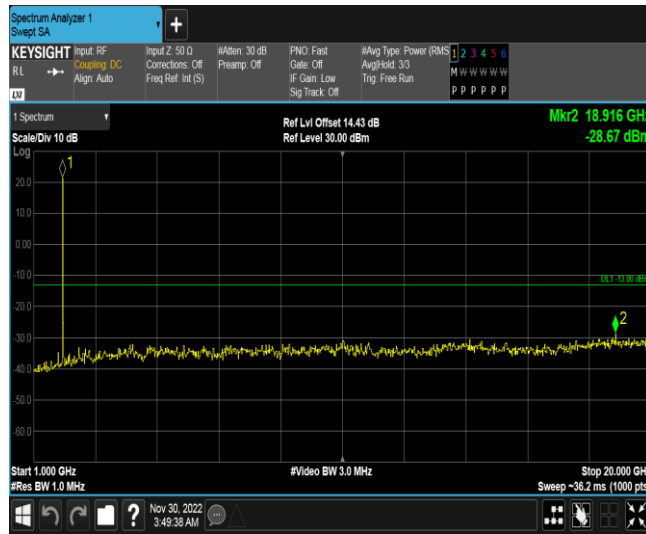 Spectrum Analyzer 1
Swept SA
+
KEYSIGHT
RL
LXI
Input: RF
Coupling: DC
Align: Auto
Input Z: 50 Ω
Corrections: Off
Freq Ref: Int (S)
#Atten: 30 dB
Preamp: Off
PNO: Fast
Gate: Off
IF Gain: Low
Sig Track: Off
#Avg Type: Power (RMS
Avg|Hold: 3/3
Trig: Free Run
1 2 3 4 5 6
M W W W W W
P P P P P P
1 Spectrum
Scale/Div 10 dB
Ref Lvl Offset 14.43 dB
Ref Level 30.00 dBm
Mkr2 18.916 GHz
-28.67 dBm
Log
1
20.0
10.0
0.00
-10.0
DL1 -13.00 dB
-20.0
2
-30.0
-40.0
-50.0
-60.0
Start 1.000 GHz
#Res BW 1.0 MHz
#Video BW 3.0 MHz
Stop 20.000 GH
Sweep ~36.2 ms (1000 pts
?
Nov 30, 2022
3:49:38 AM